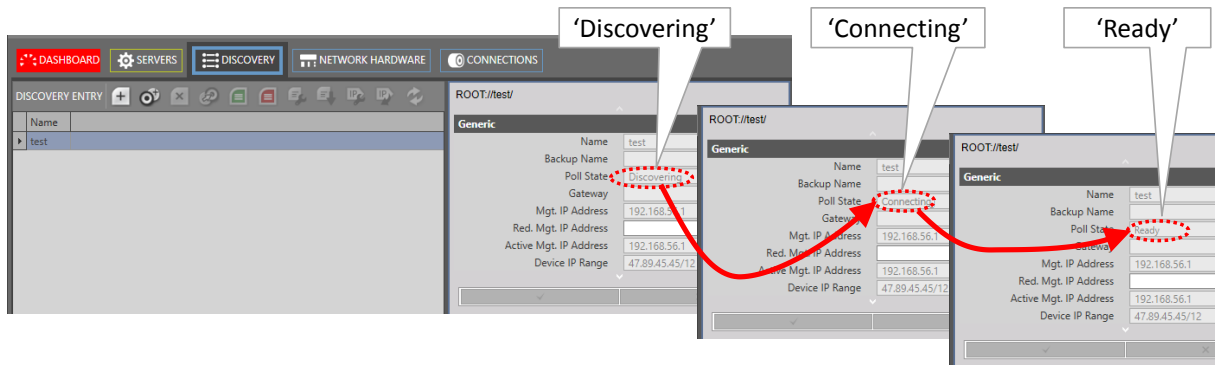 ‘Discovering’
‘Connecting’
‘Ready’
DASHBOARD SERVERS DISCOVERY NETWORK HARDWARE CONNECTIONS
DISCOVERY ENTRY
Name
test
ROOT://test/
Generic
Name test
Backup Name
Poll State Discovering
Gateway
Mgt. IP Address 192.168.56.1
Red. Mgt. IP Address
Active Mgt. IP Address 192.168.56.1
Device IP Range 47.89.45.45/12
ROOT://test/
Generic
Name test
Backup Name
Poll State Connecting
Gateway
Mgt. IP Address 192.168.56.1
Red. Mgt. IP Address
Active Mgt. IP Address 192.168.56.1
Device IP Range 47.89.45.45/12
ROOT://test/
Generic
Name test
Backup Name
Poll State Ready
Gateway
Mgt. IP Address 192.168.56.1
Red. Mgt. IP Address
Active Mgt. IP Address 192.168.56.1
Device IP Range 47.89.45.45/12